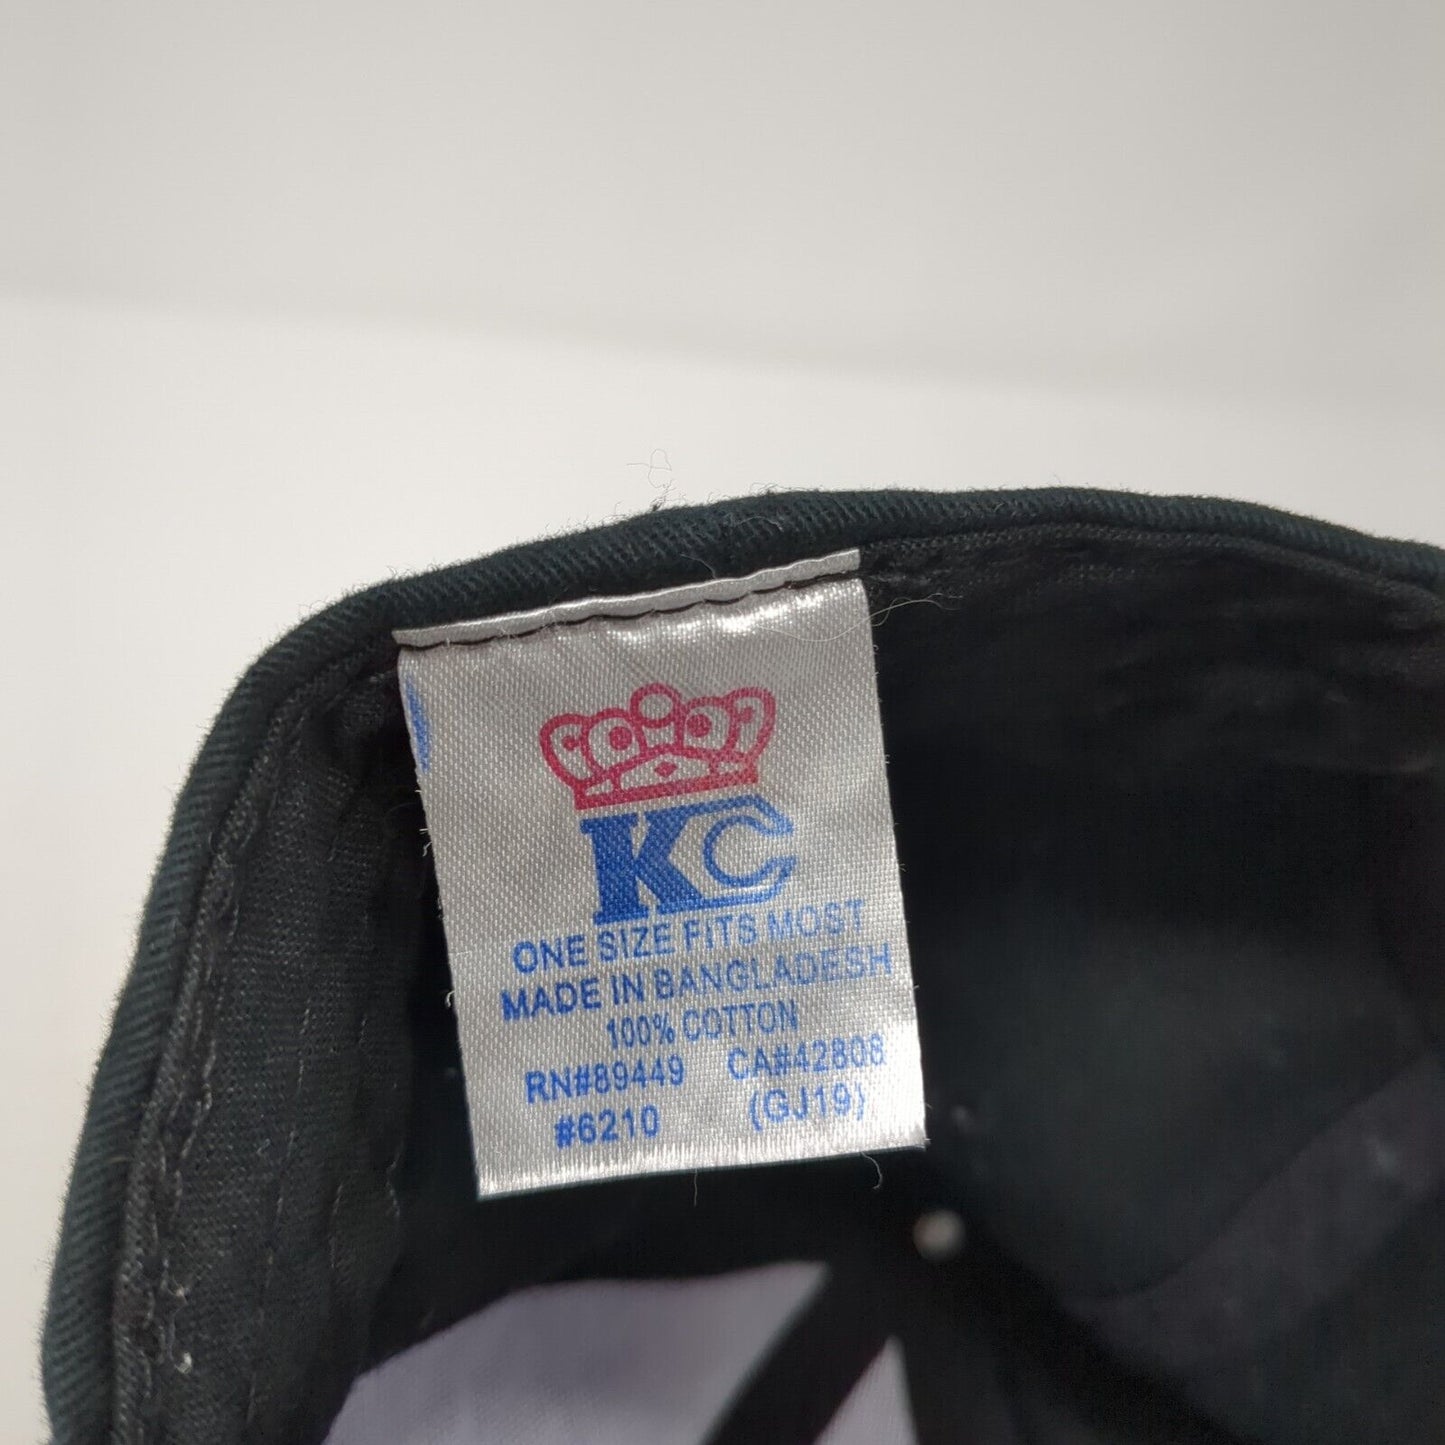 KC
ONE SIZE FITS MOST
MADE IN BANGLADESH
100% COTTON
RN#89449 CA#42808
#6210 (GJ19)